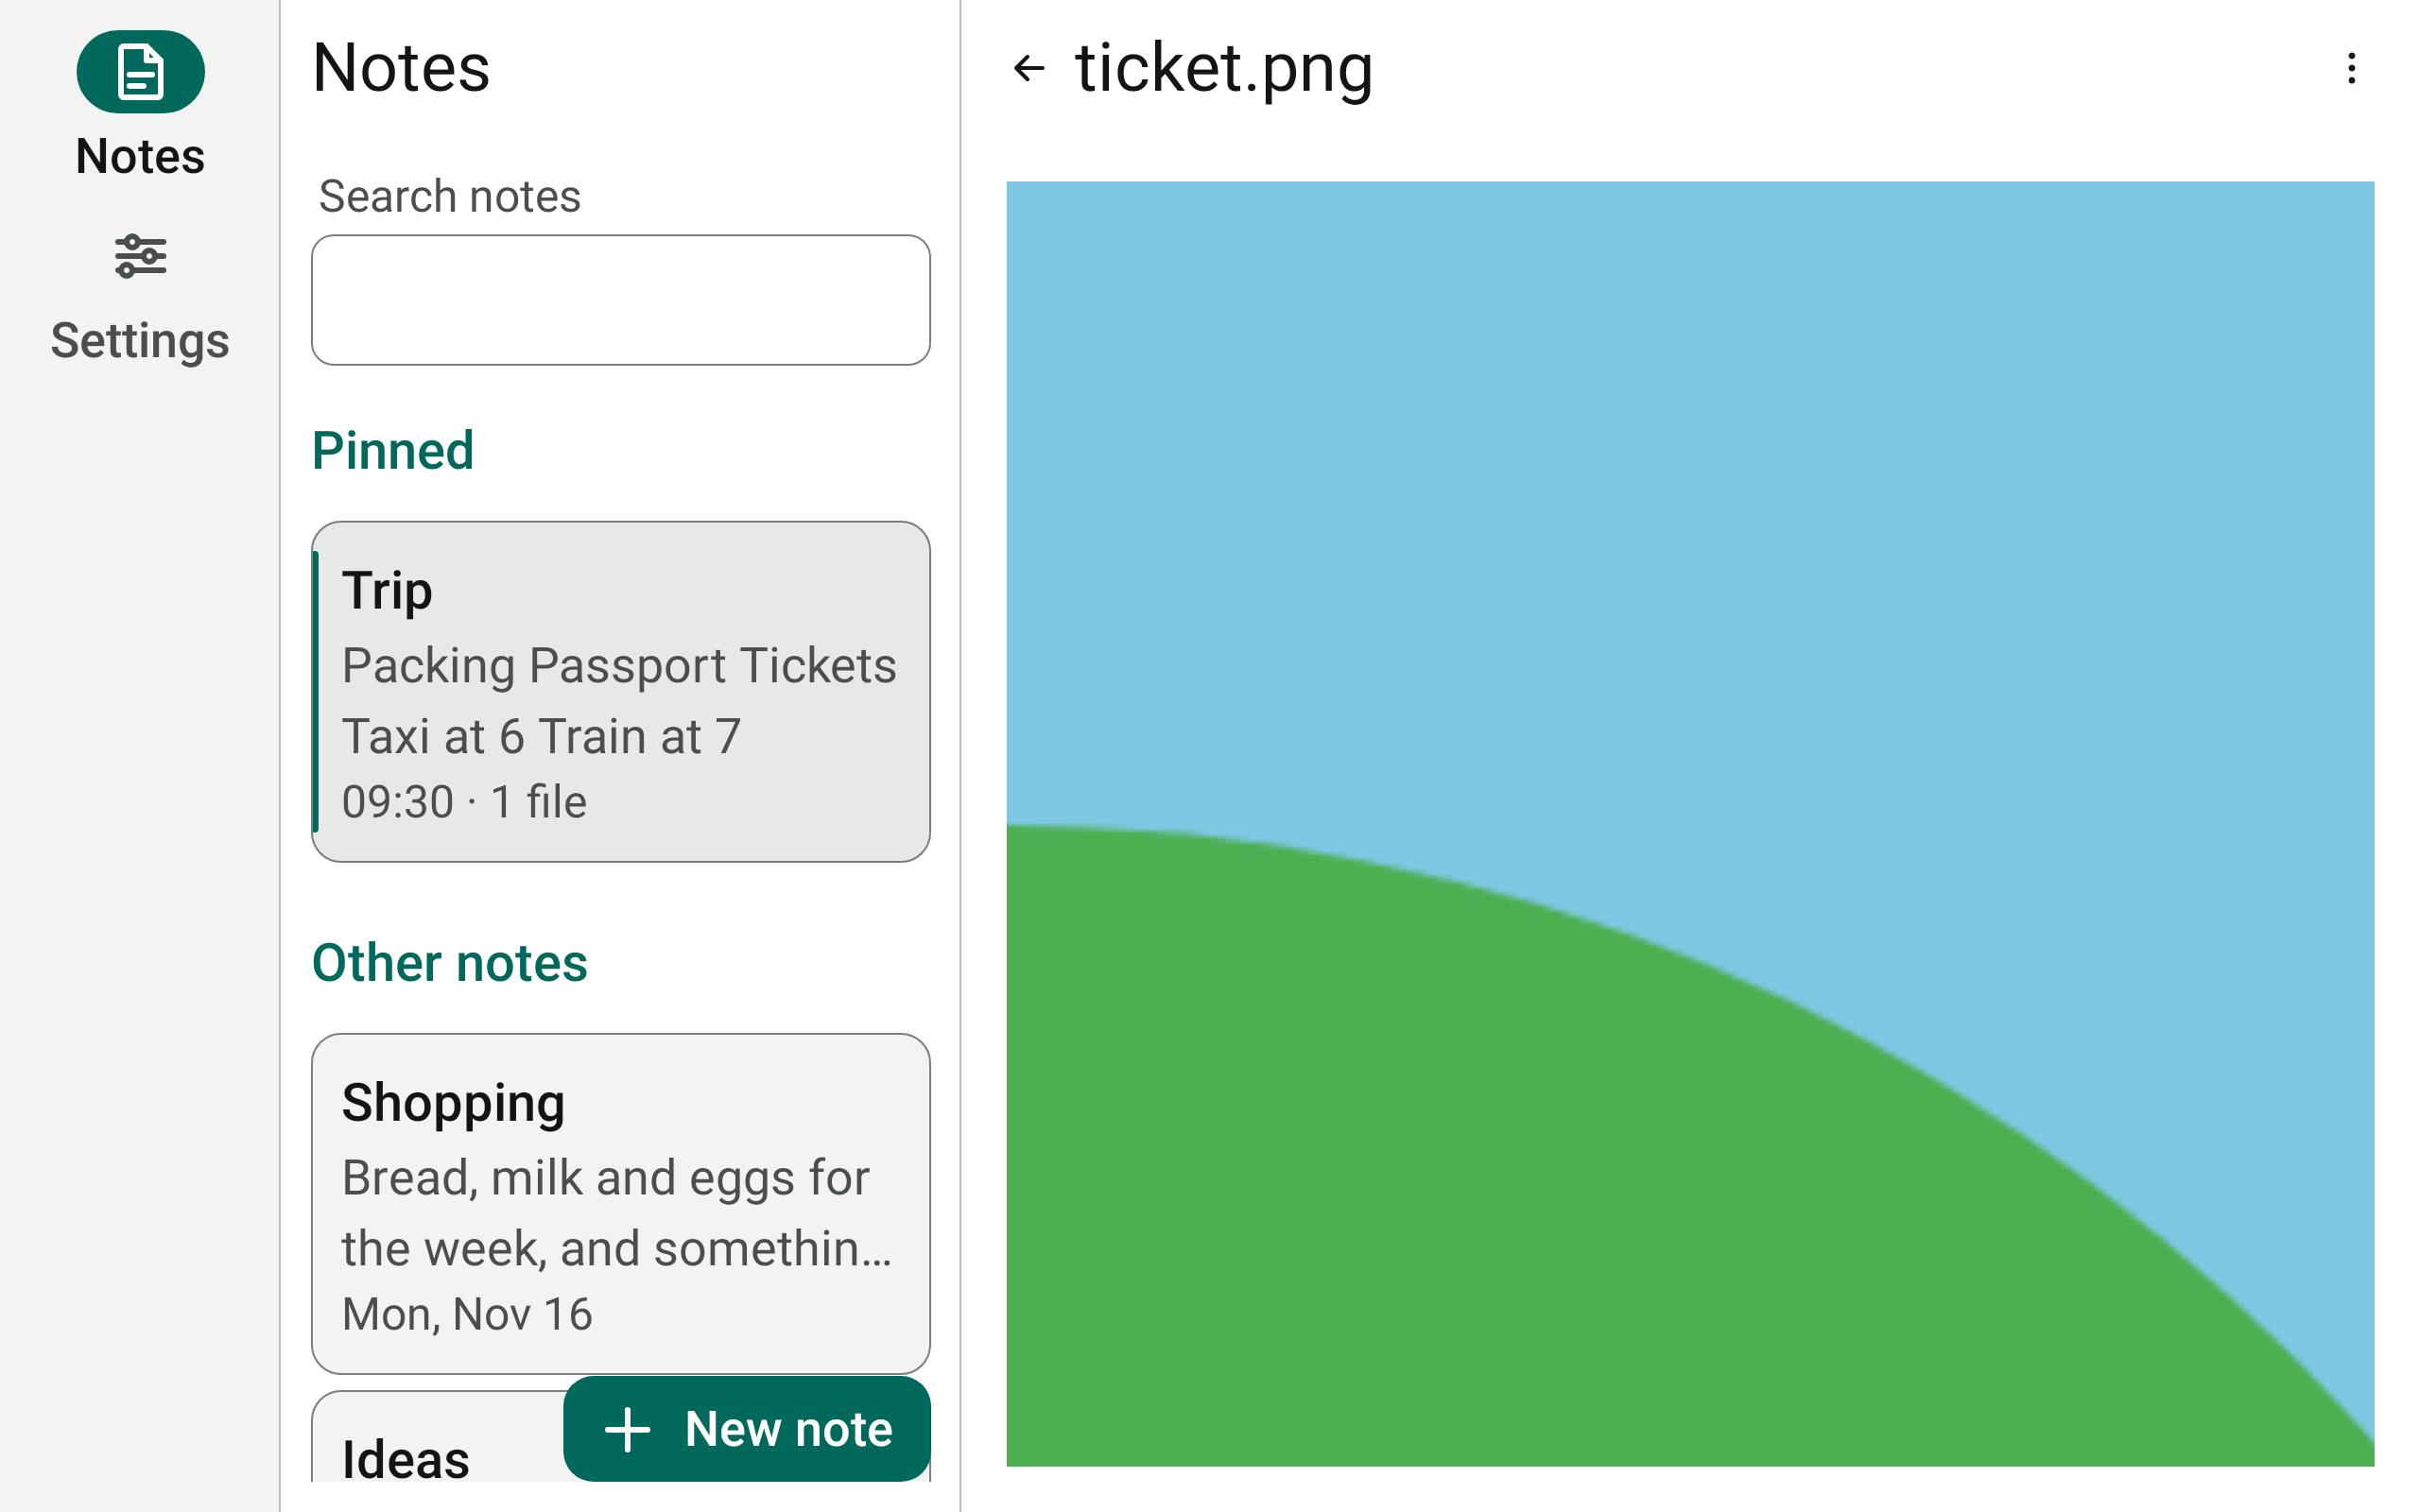 Notes
Settings
Notes
Search notes
Pinned
Trip
Packing Passport Tickets
Taxi at 6 Train at 7
09:30 · 1 file
Other notes
Shopping
Bread, milk and eggs for
the week, and somethin…
Mon, Nov 16
Ideas
New note
ticket.png